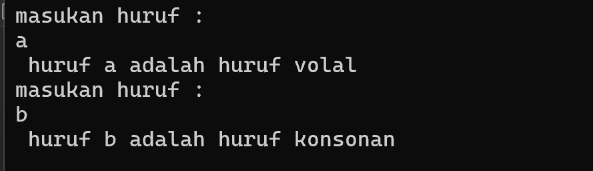 masukan huruf :
a
huruf a adalah huruf volal
masukan huruf :
b
huruf b adalah huruf konsonan